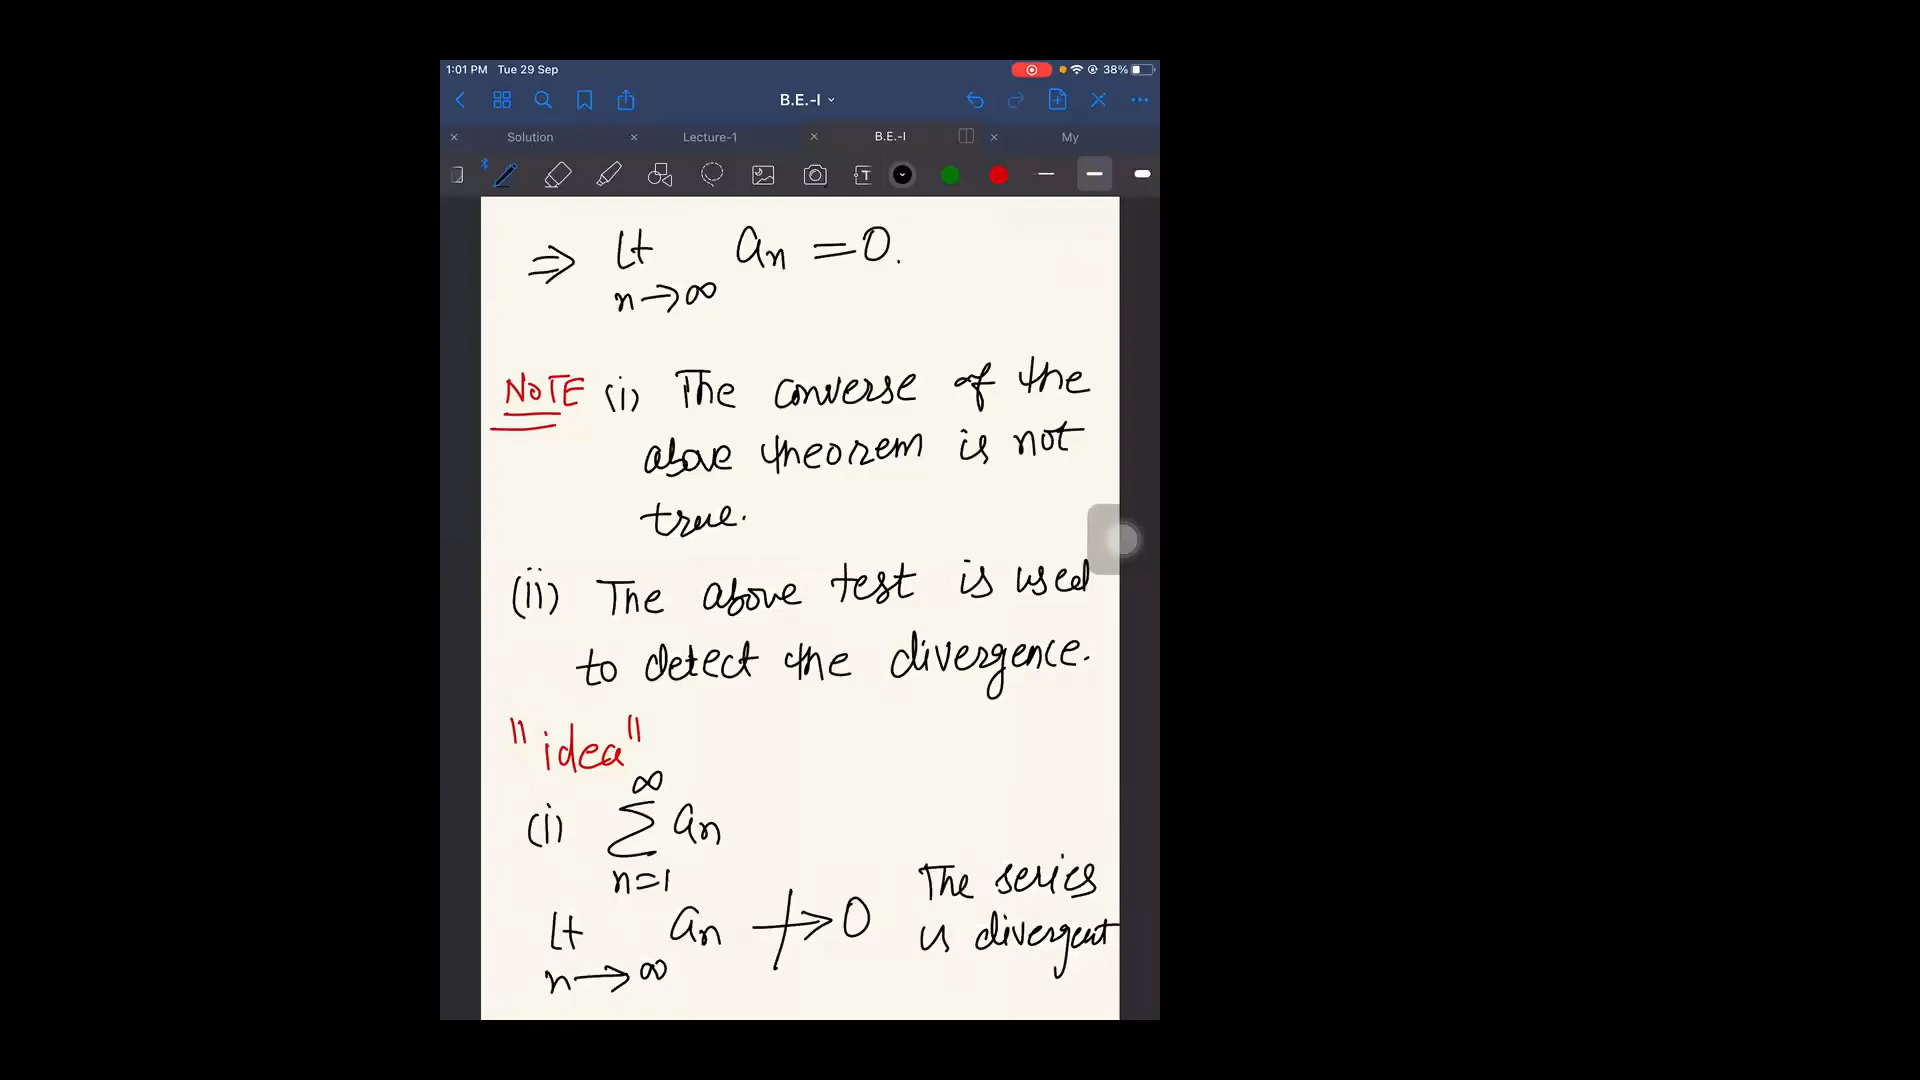 1:01 PM Tue 29 Sep 38%
B.E.-I
Solution Lecture-1 B.E.-I My
⇒ Lt an = 0.
n→∞
NOTE (i) The converse of the
above theorem is not
true.
(ii) The above test is used
to detect the divergence.
"idea"
∞
(i) ∑ an
n=1
The series
Lt an ↛ 0 is divergent
n→∞